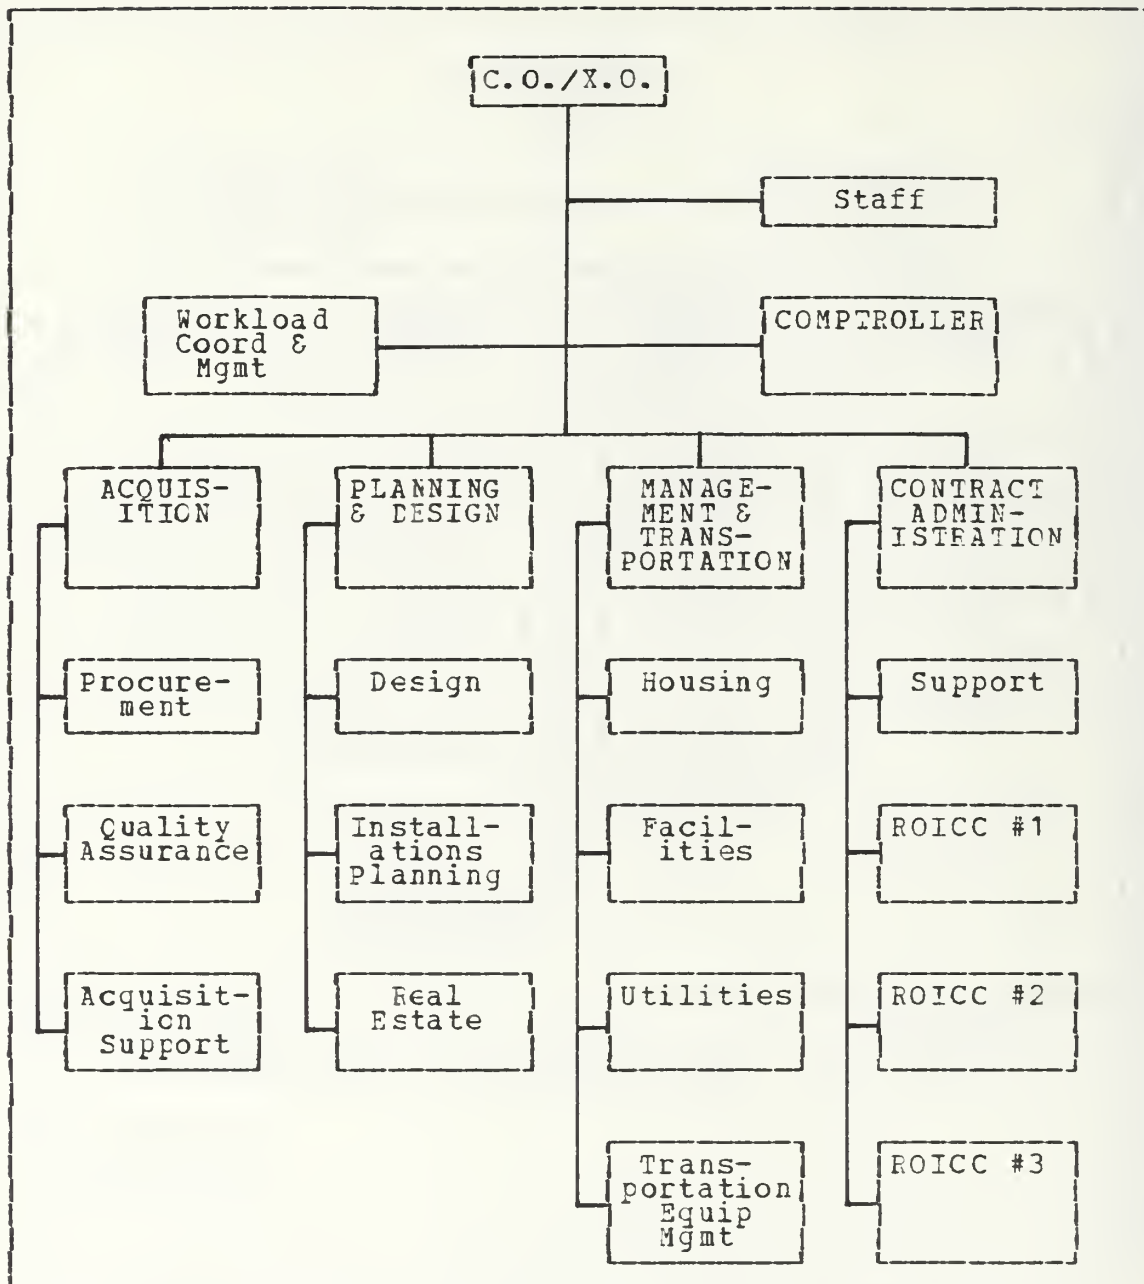 C.O./X.O.
Staff
Workload
Coord &
Mgmt
COMPTROLLER
ACQUIS-
ITION
PLANNING
& DESIGN
MANAGE-
MENT &
TRANS-
PORTATION
CONTRACT
ADMIN-
ISTRATION
Procure-
ment
Design
Housing
Support
Quality
Assurance
Install-
ations
Planning
Facil-
ities
ROICC #1
Acquisit-
ion
Support
Real
Estate
Utilities
ROICC #2
Trans-
portation
Equip
Mgmt
ROICC #3